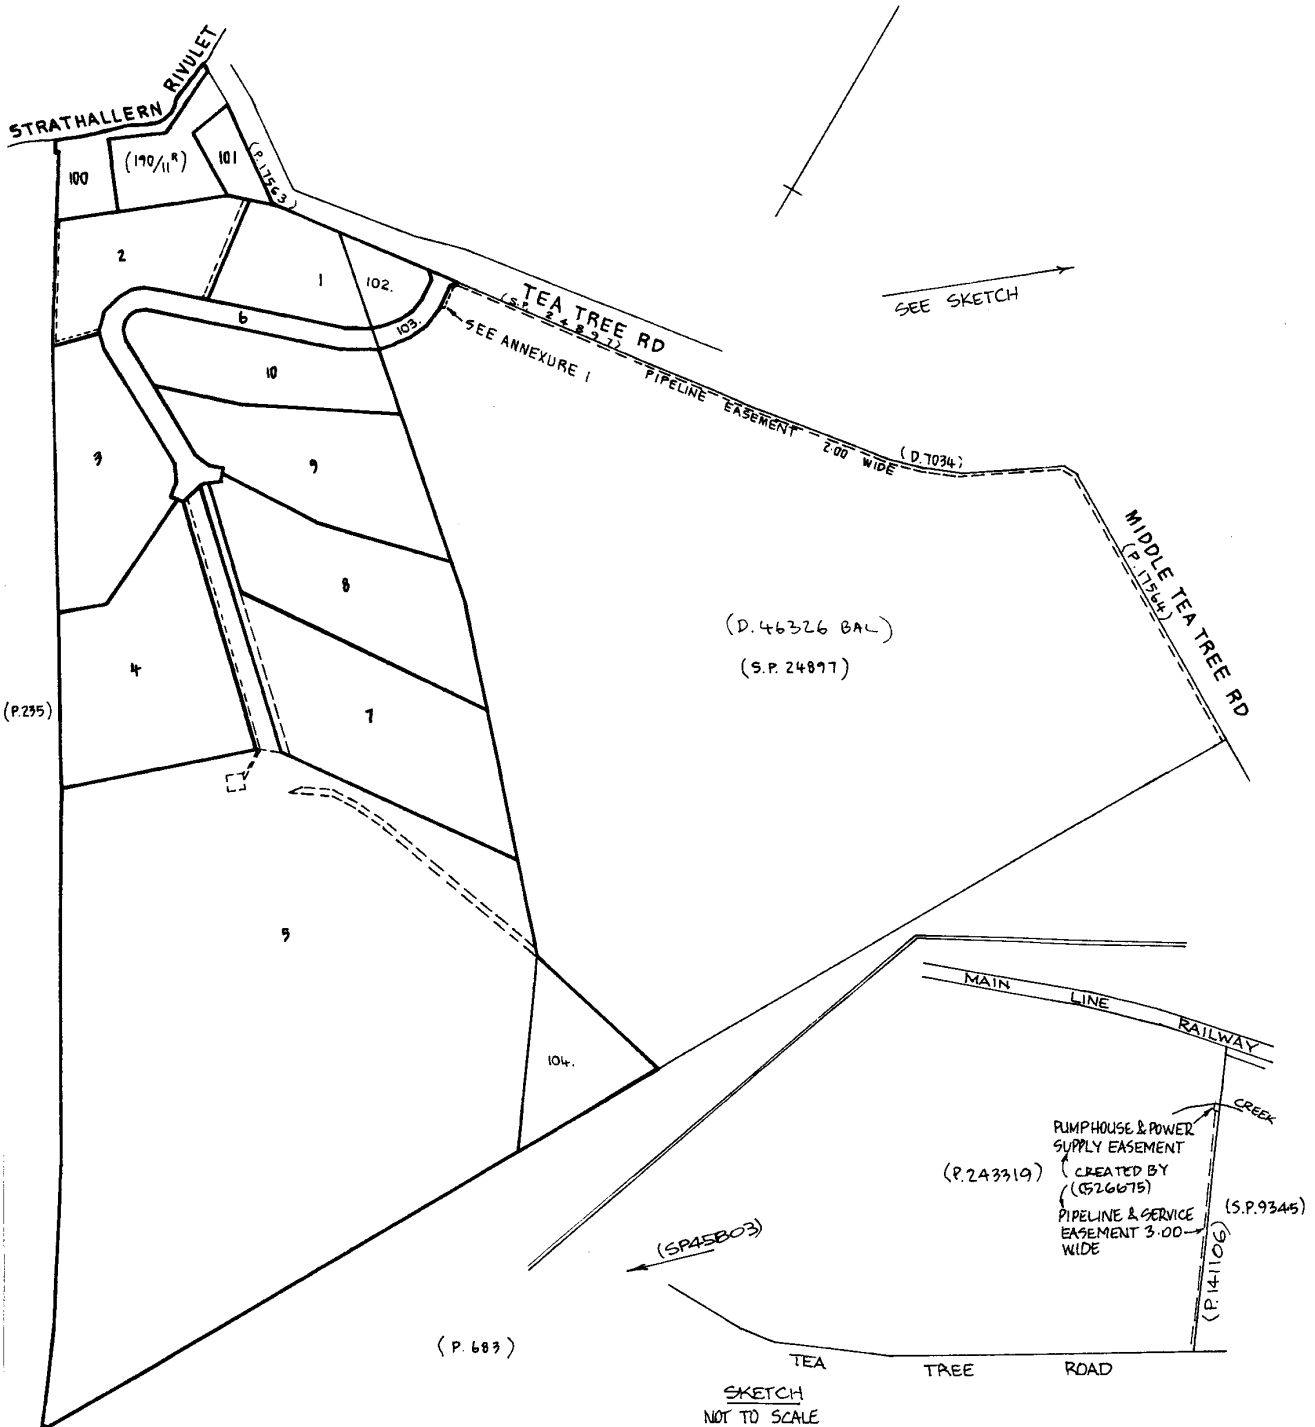 STRATHALLERN RIVULET
100
(190/11ᴿ)
101
(P.17563)
2
1
102.
6
103.
TEA TREE RD
(S.P. 24897)
SEE ANNEXURE 1
SEE SKETCH
10
PIPELINE EASEMENT 2.00 WIDE
(D.7034)
3
9
MIDDLE TEA TREE RD
(P.17564)
8
(D.46326 BAL)
(S.P. 24897)
4
(P.235)
7
5
104.
MAIN LINE RAILWAY
CREEK
PUMPHOUSE & POWER
SUPPLY EASEMENT
(P.243319)
CREATED BY
(C526675)
PIPELINE & SERVICE
EASEMENT 3.00
WIDE
(S.P.9345)
(P.141106)
(SP45803)
(P. 683)
TEA TREE ROAD
SKETCH
NOT TO SCALE